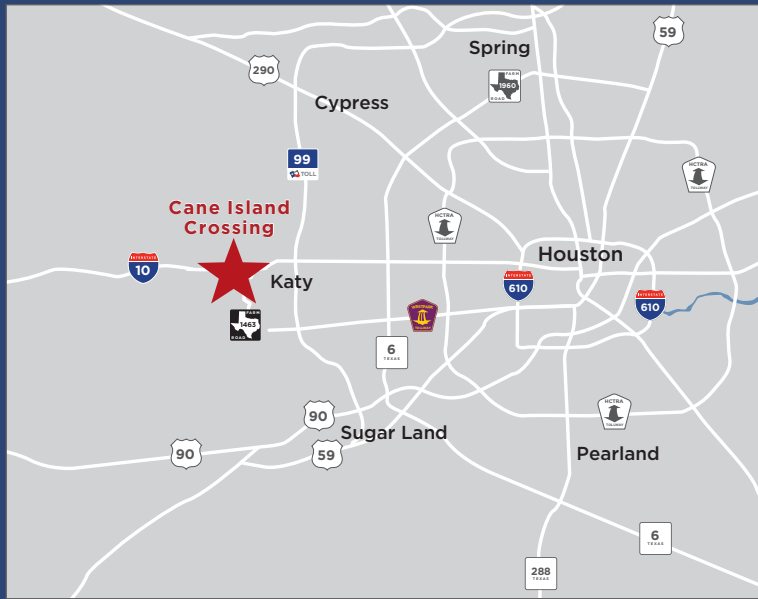 Spring
59
290
FARM
ROAD
1960
Cypress
99
TOLL
HCTRA
TOLLWAY
Cane Island
Crossing
HCTRA
TOLLWAY
Houston
INTERSTATE
10
Katy
INTERSTATE
610
INTERSTATE
610
FARM
ROAD
1463
WESTPARK
TOLLWAY
6
TEXAS
90
Sugar Land
HCTRA
TOLLWAY
90
59
Pearland
6
TEXAS
288
TEXAS